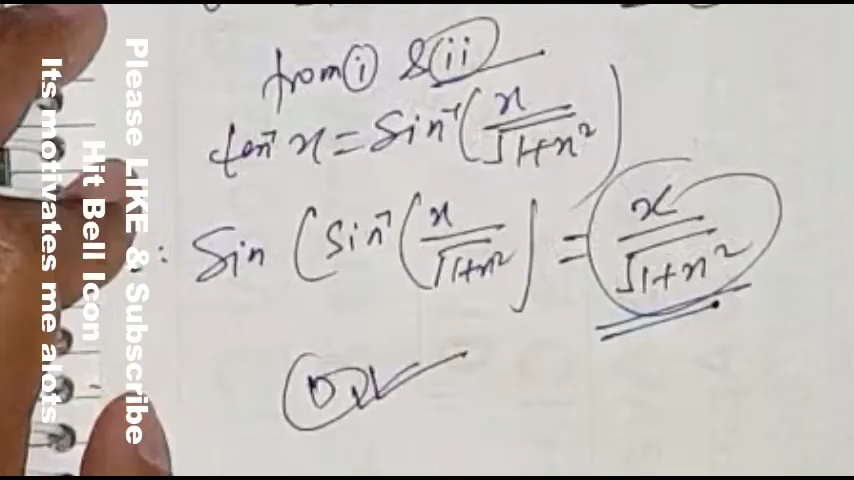 from (i) & (ii)
tan⁻¹ x = Sin⁻¹ ( x / √1+x² )
: Sin ( Sin⁻¹ ( x / √1+x² ) = x / √1+x²
Please LIKE & Subscribe
Hit Bell Icon
Its motivates me alots